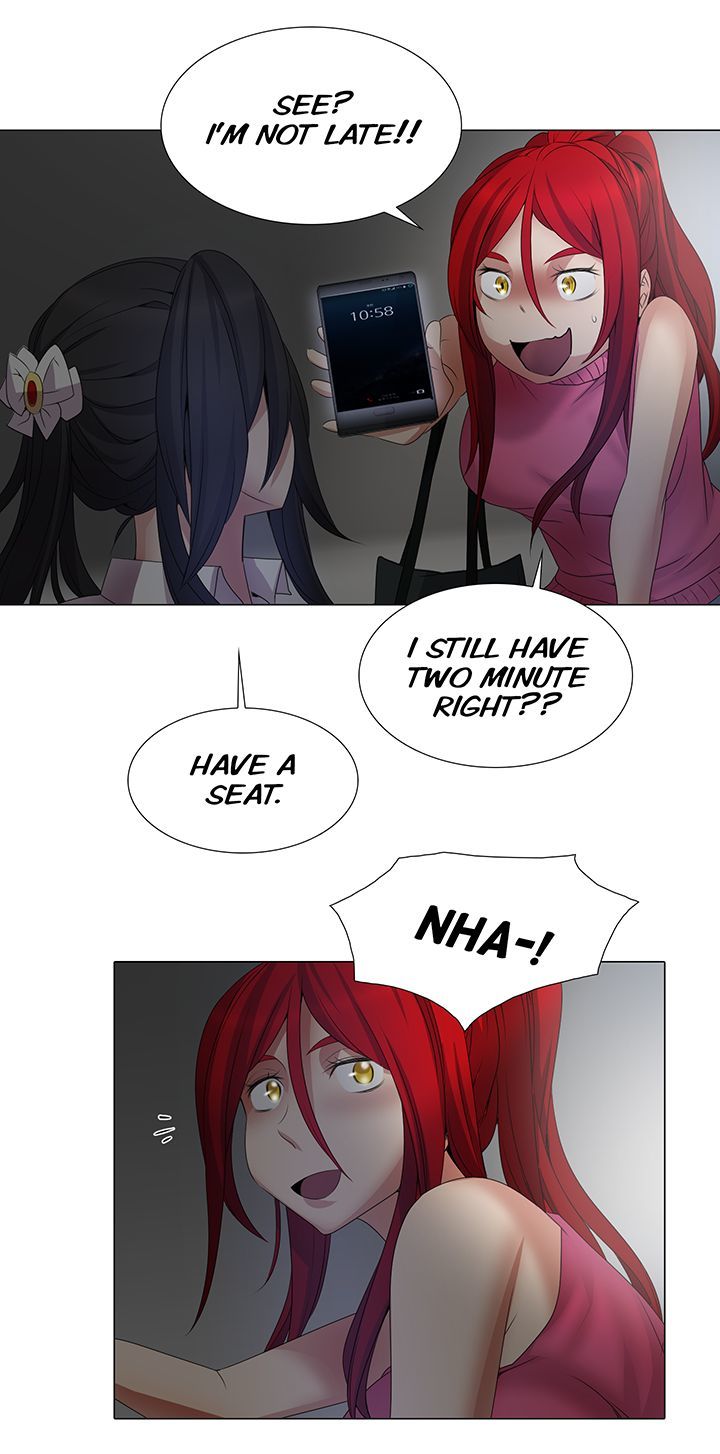 SEE?
I'M NOT LATE!!
10:58
I STILL HAVE
TWO MINUTE
RIGHT??
HAVE A
SEAT.
NHA-!